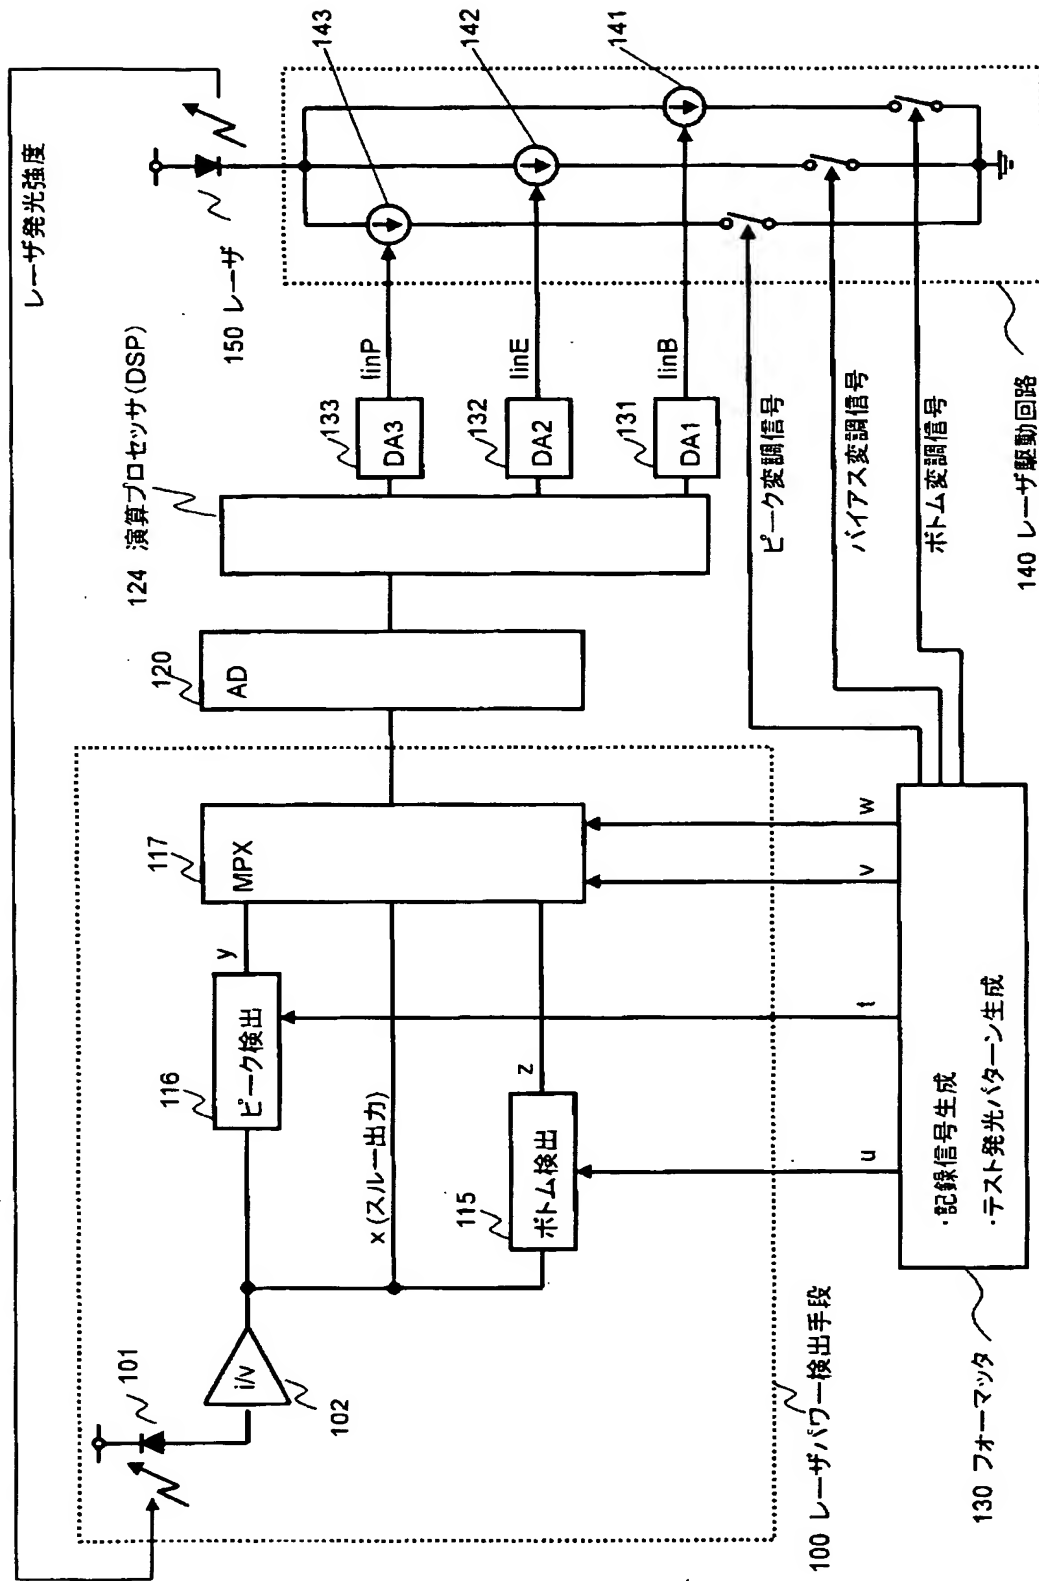 レーザ発光強度
150 レーザ
143
142
141
124 演算プロセッサ(DSP)
133
DA3
IinP
132
DA2
IinE
131
DA1
IinB
ピーク変調信号
バイアス変調信号
ボトム変調信号
140 レーザ駆動回路
120
AD
117
MPX
y
116
ピーク検出
x (スルー出力)
z
115
ボトム検出
101
i/v
102
100 レーザパワー検出手段
u
t
v
w
・記録信号生成
・テスト発光パターン生成
130 フォーマッタ